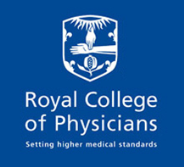 Royal College
of Physicians
Setting higher medical standards